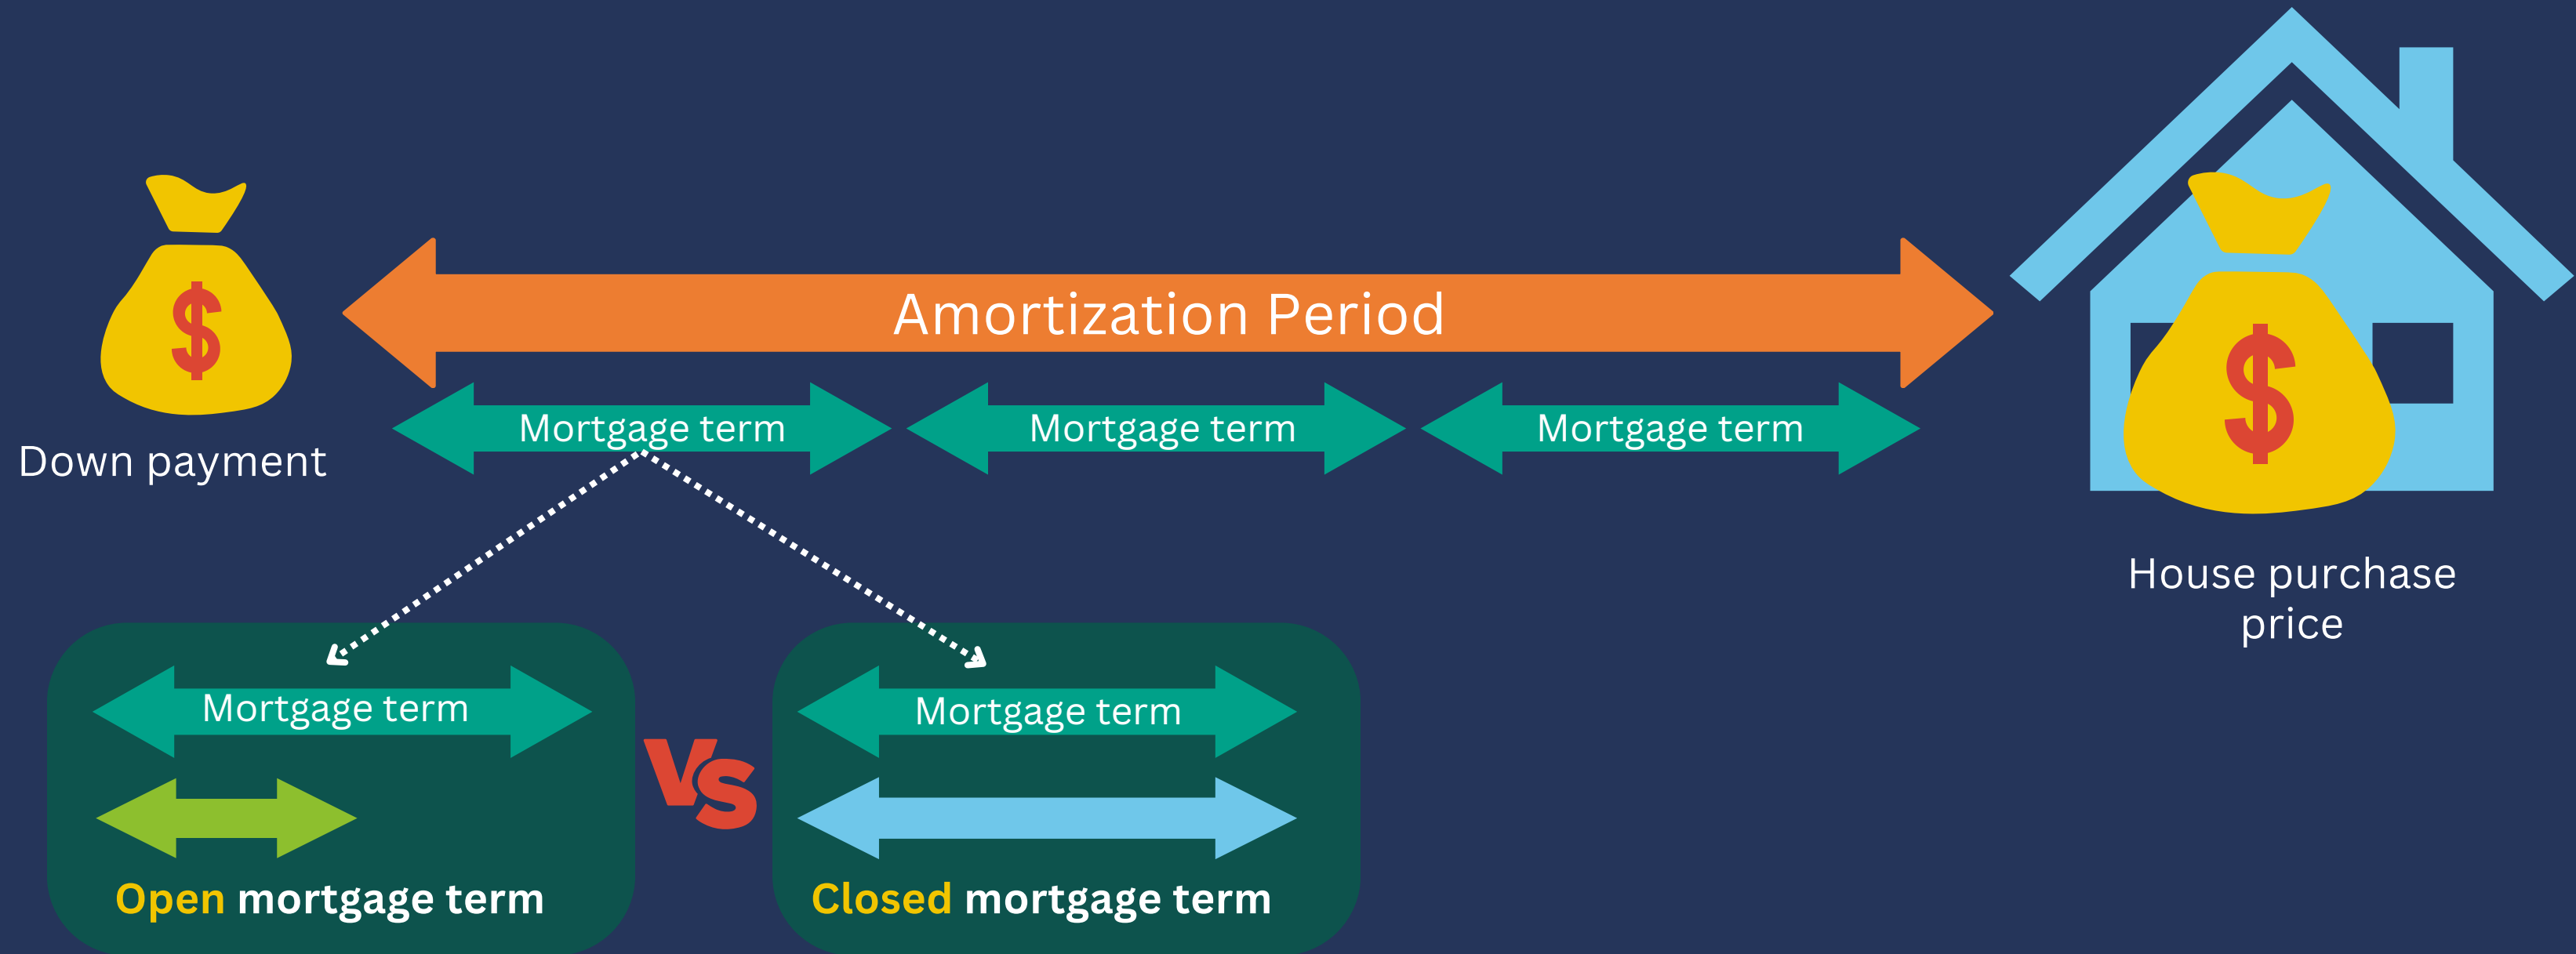 $
$
Amortization Period
Mortgage term
Mortgage term
Mortgage term
Down payment
House purchase
price
Mortgage term
Mortgage term
VS
Open mortgage term
Closed mortgage term